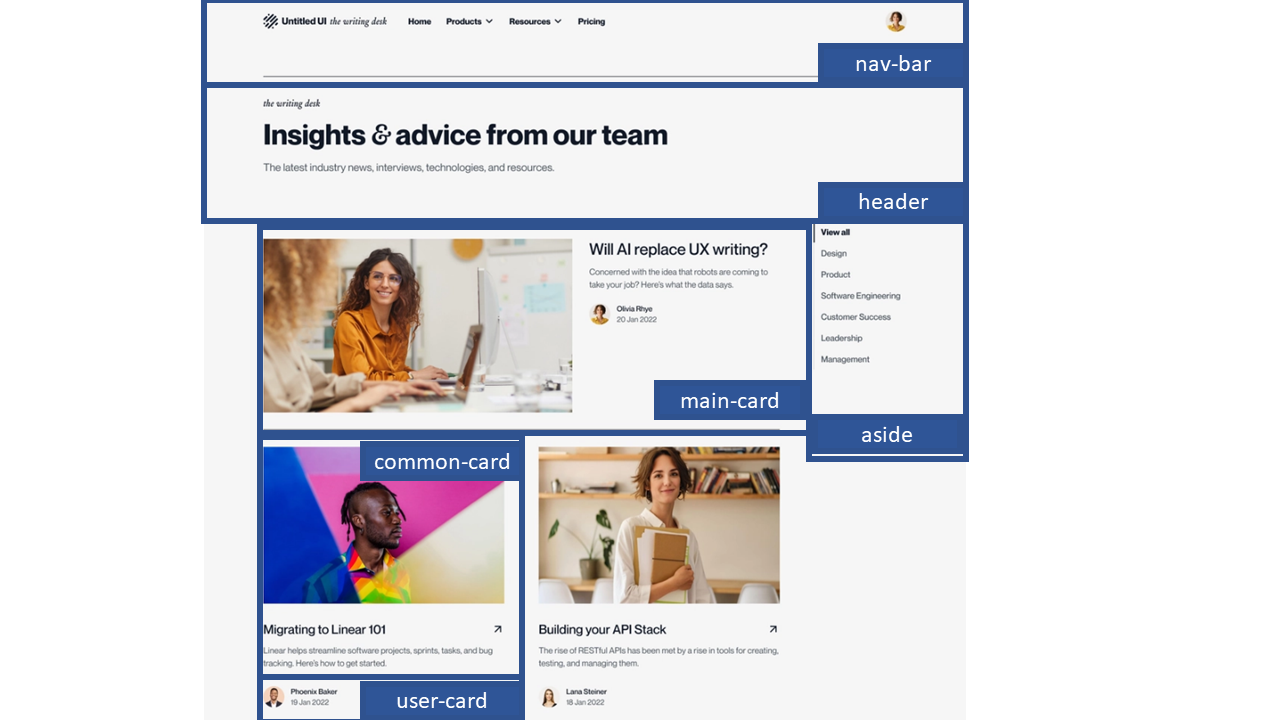 Untitled UI the writing desk Home Products Resources Pricing
nav-bar
the writing desk
Insights & advice from our team
The latest industry news, interviews, technologies, and resources.
header
Will AI replace UX writing?
Concerned with the idea that robots are coming to
take your job? Here's what the data says.
Olivia Rhye
20 Jan 2022
main-card
View all
Design
Product
Software Engineering
Customer Success
Leadership
Management
aside
common-card
Migrating to Linear 101
Linear helps streamline software projects, sprints, tasks, and bug
tracking. Here's how to get started.
Phoenix Baker
19 Jan 2022
user-card
Building your API Stack
The rise of RESTful APIs has been met by a rise in tools for creating,
testing, and managing them.
Lana Steiner
18 Jan 2022